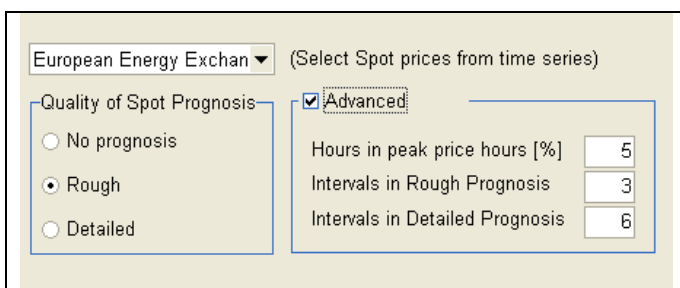 European Energy Exchan (Select Spot prices from time series)
Quality of Spot Prognosis
No prognosis
Rough
Detailed
Advanced
Hours in peak price hours [%] 5
Intervals in Rough Prognosis 3
Intervals in Detailed Prognosis 6